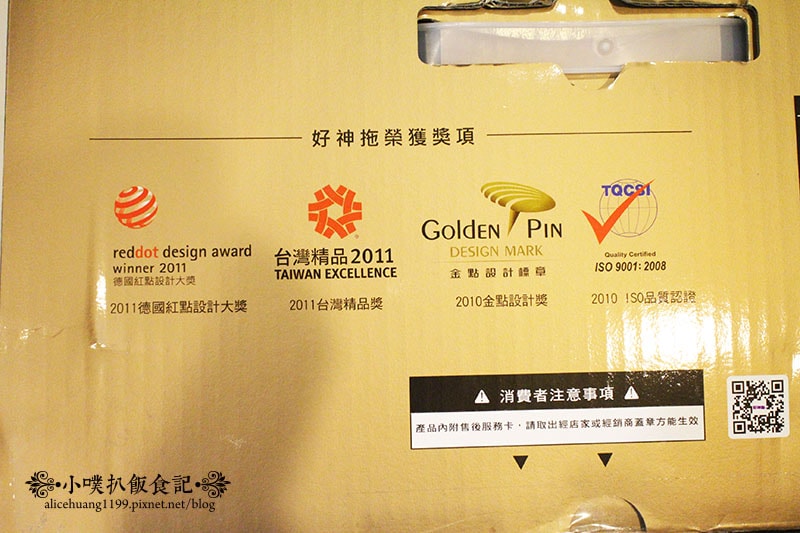 好神拖榮獲獎項
reddot design award
winner 2011
德國紅點設計大獎
2011德國紅點設計大獎
台灣精品2011
TAIWAN EXCELLENCE
2011台灣精品獎
GOLDEN PIN
DESIGN MARK
金點設計標章
2010金點設計獎
TQCSI
Quality Certified
ISO 9001: 2008
2010 ISO品質認證
消費者注意事項
產品內附售後服務卡，請取出經店家或經銷商蓋章方能生效
小噗扒飯食記
alicehuang1199.pixnet.net/blog